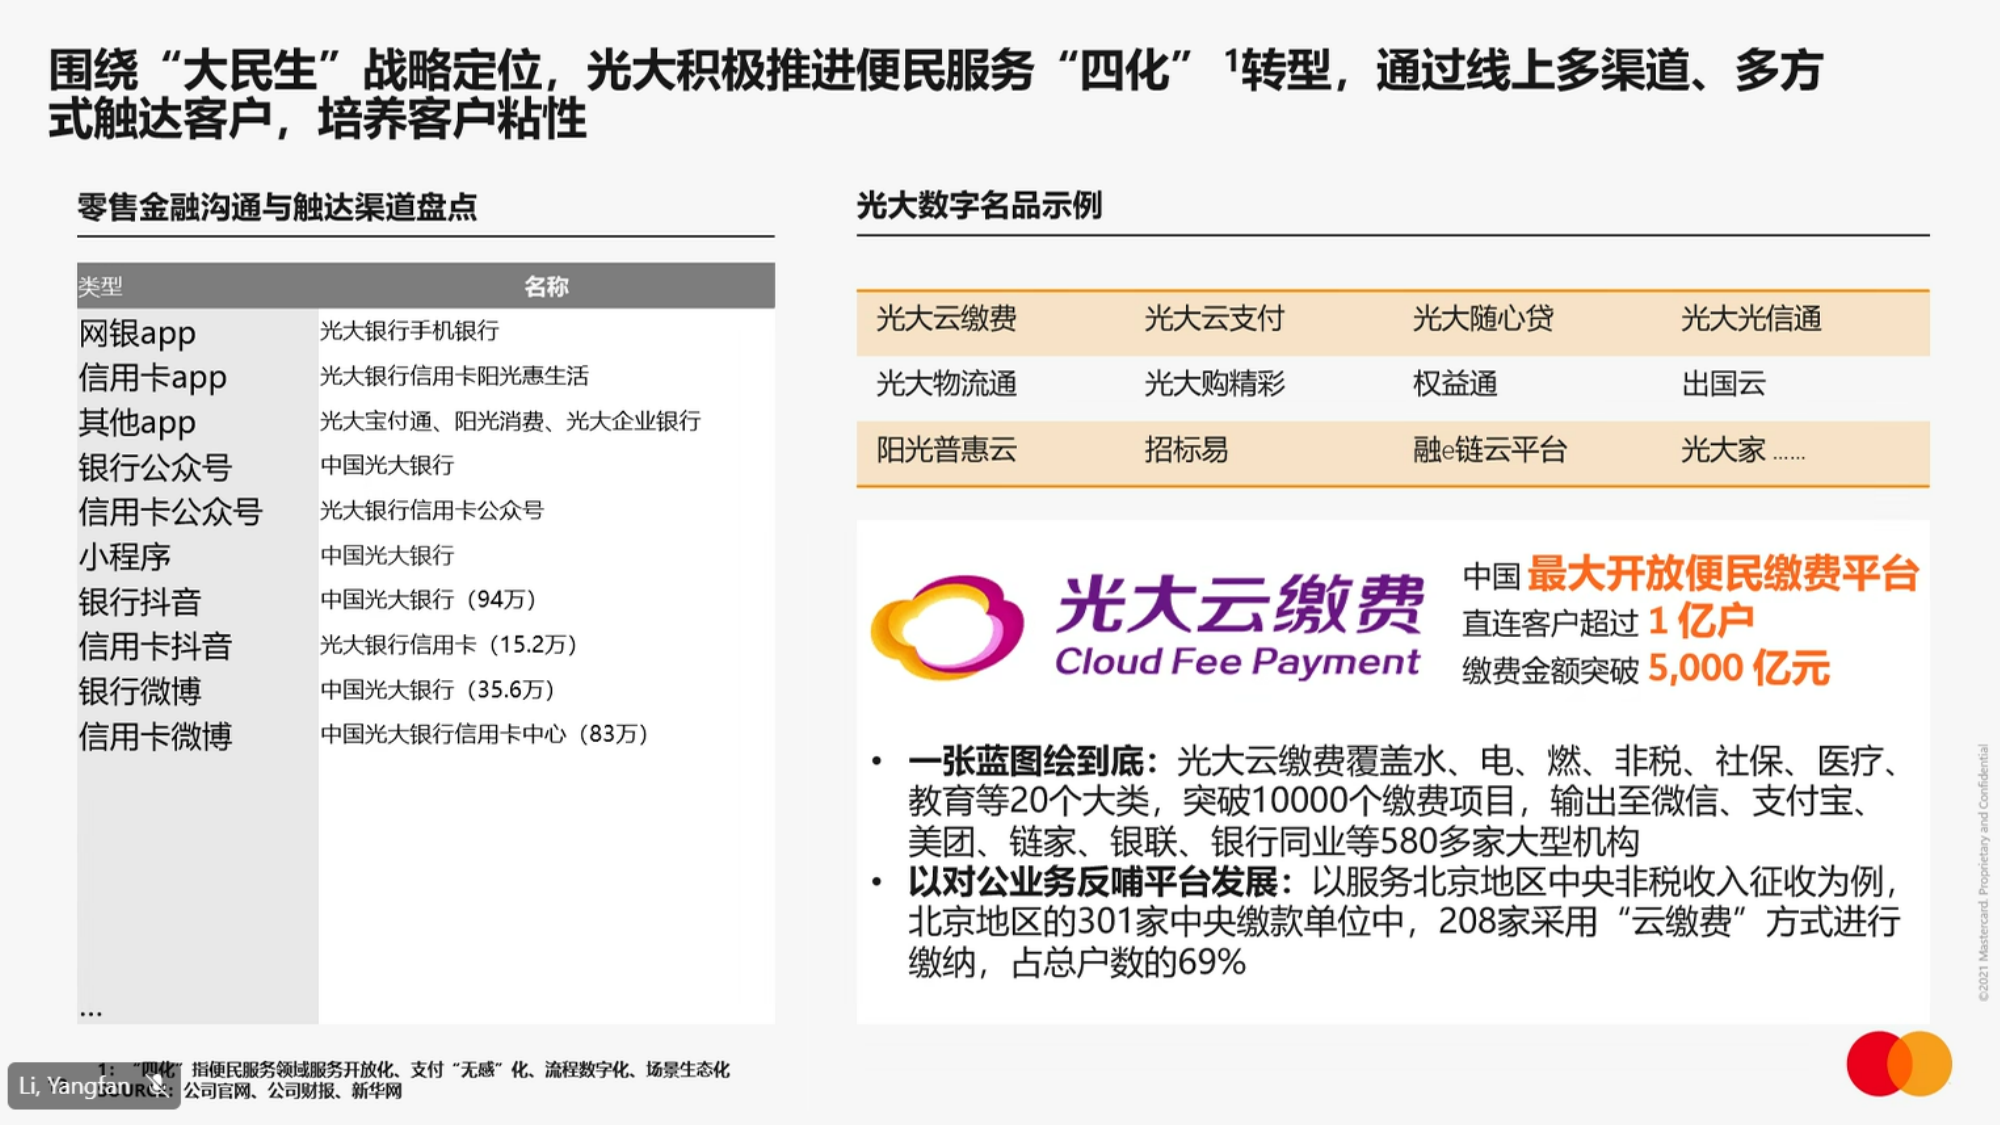 围绕“大民生”战略定位，光大积极推进便民服务“四化”¹转型，通过线上多渠道、多方
式触达客户，培养客户粘性
零售金融沟通与触达渠道盘点
类型 名称
网银app 光大银行手机银行
信用卡app 光大银行信用卡阳光惠生活
其他app 光大宝付通、阳光消费、光大企业银行
银行公众号 中国光大银行
信用卡公众号 光大银行信用卡公众号
小程序 中国光大银行
银行抖音 中国光大银行（94万）
信用卡抖音 光大银行信用卡（15.2万）
银行微博 中国光大银行（35.6万）
信用卡微博 中国光大银行信用卡中心（83万）
...
光大数字名品示例
光大云缴费 光大云支付 光大随心贷 光大光信通
光大物流通 光大购精彩 权益通 出国云
阳光普惠云 招标易 融e链云平台 光大家 ......
光大云缴费
Cloud Fee Payment
中国 最大开放便民缴费平台
直连客户超过 1 亿户
缴费金额突破 5,000 亿元
• 一张蓝图绘到底：光大云缴费覆盖水、电、燃、非税、社保、医疗、
教育等20个大类，突破10000个缴费项目，输出至微信、支付宝、
美团、链家、银联、银行同业等580多家大型机构
• 以对公业务反哺平台发展：以服务北京地区中央非税收入征收为例，
北京地区的301家中央缴款单位中，208家采用“云缴费”方式进行
缴纳，占总户数的69%
1：“四化”指便民服务领域服务开放化、支付“无感”化、流程数字化、场景生态化
SOURCE：公司官网、公司财报、新华网
Li, Yangfan
©2021 Mastercard. Proprietary and Confidential